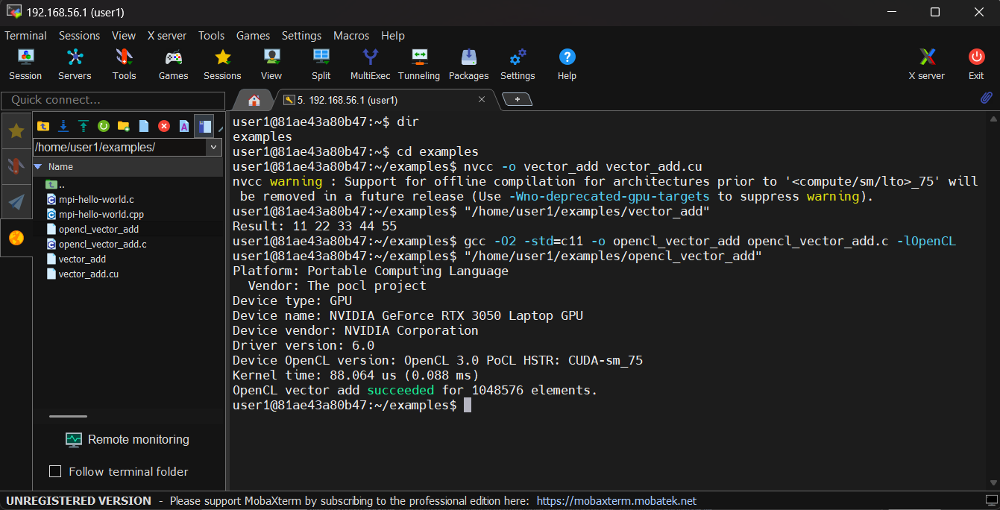 192.168.56.1 (user1)
Terminal Sessions View X server Tools Games Settings Macros Help
Session Servers Tools Games Sessions View Split MultiExec Tunneling Packages Settings Help X server Exit
Quick connect...
5. 192.168.56.1 (user1)
/home/user1/examples/
Name
..
mpi-hello-world.c
mpi-hello-world.cpp
opencl_vector_add
opencl_vector_add.c
vector_add
vector_add.cu
Remote monitoring
Follow terminal folder
user1@81ae43a80b47:~$ dir
examples
user1@81ae43a80b47:~$ cd examples
user1@81ae43a80b47:~/examples$ nvcc -o vector_add vector_add.cu
nvcc warning : Support for offline compilation for architectures prior to '<compute/sm/lto>_75' will
 be removed in a future release (Use -Wno-deprecated-gpu-targets to suppress warning).
user1@81ae43a80b47:~/examples$ "/home/user1/examples/vector_add"
Result: 11 22 33 44 55
user1@81ae43a80b47:~/examples$ gcc -O2 -std=c11 -o opencl_vector_add opencl_vector_add.c -lOpenCL
user1@81ae43a80b47:~/examples$ "/home/user1/examples/opencl_vector_add"
Platform: Portable Computing Language
  Vendor: The pocl project
Device type: GPU
Device name: NVIDIA GeForce RTX 3050 Laptop GPU
Device vendor: NVIDIA Corporation
Driver version: 6.0
Device OpenCL version: OpenCL 3.0 PoCL HSTR: CUDA-sm_75
Kernel time: 88.064 us (0.088 ms)
OpenCL vector add succeeded for 1048576 elements.
user1@81ae43a80b47:~/examples$
UNREGISTERED VERSION - Please support MobaXterm by subscribing to the professional edition here: https://mobaxterm.mobatek.net